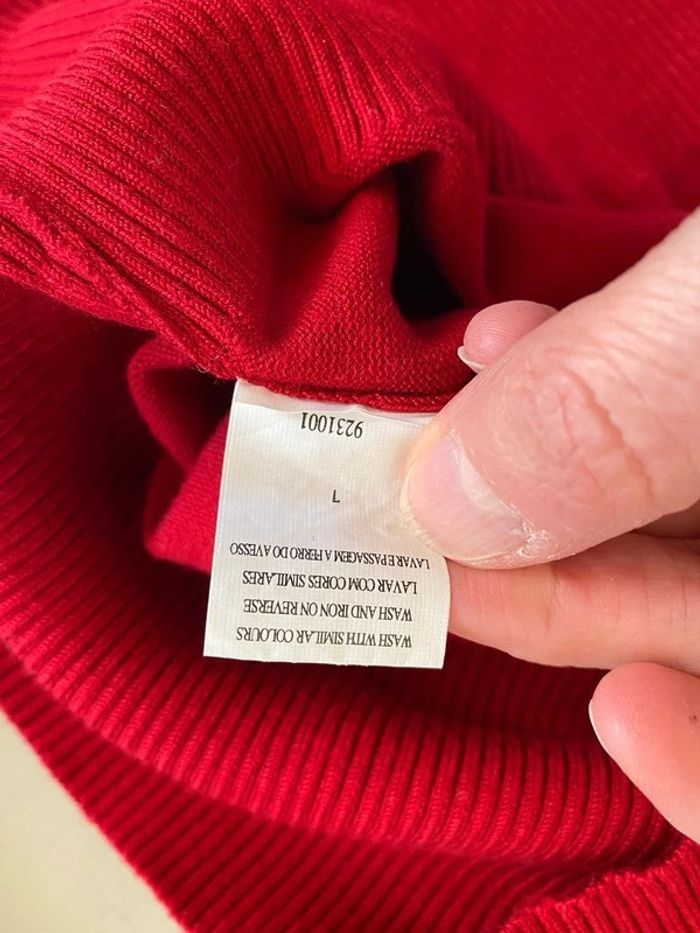 WASH WITH SIMILAR COLOURS
WASH AND IRON ON REVERSE
LAVAR COM CORES SIMILARES
LAVAR E PASSAGEM A FERRO DO AVESSO
L
9231001